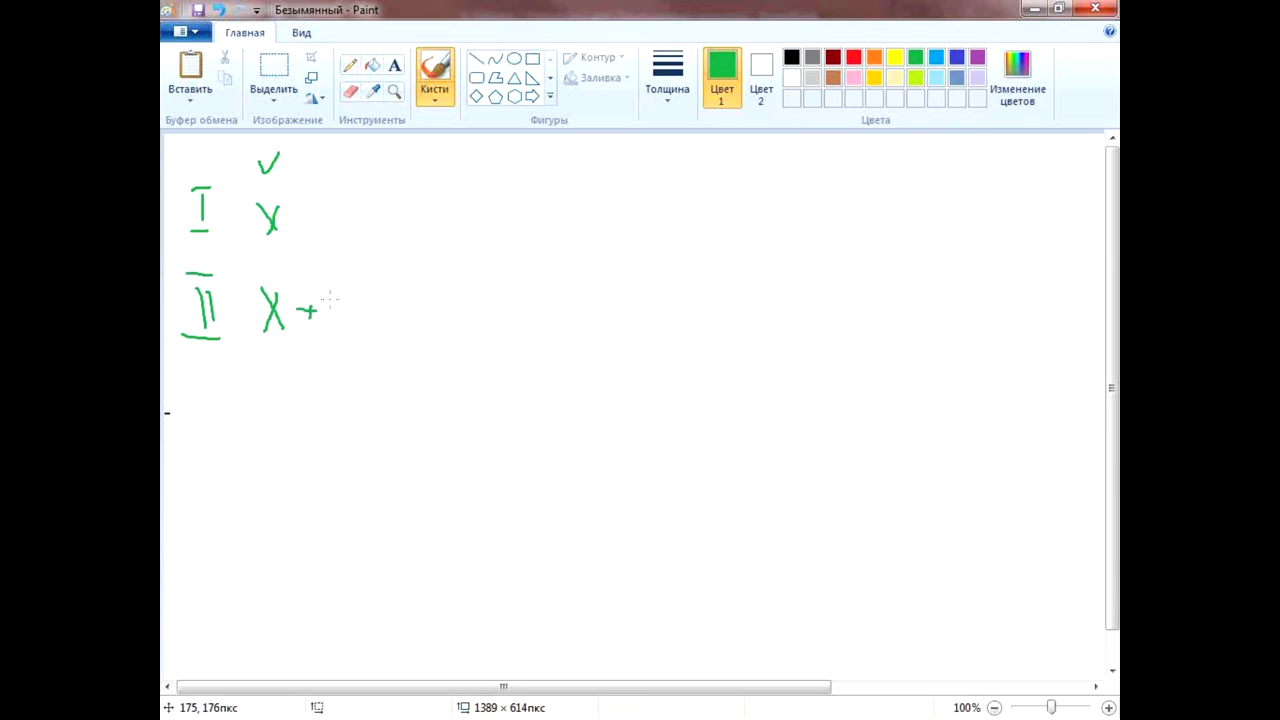 Безымянный - Paint
Главная Вид
Вставить Выделить Кисти Контур Заливка Толщина Цвет 1 Цвет 2 Изменение цветов
Буфер обмена Изображение Инструменты Фигуры Цвета
V
I X
II X +
175, 176пкс 1389 × 614пкс 100%